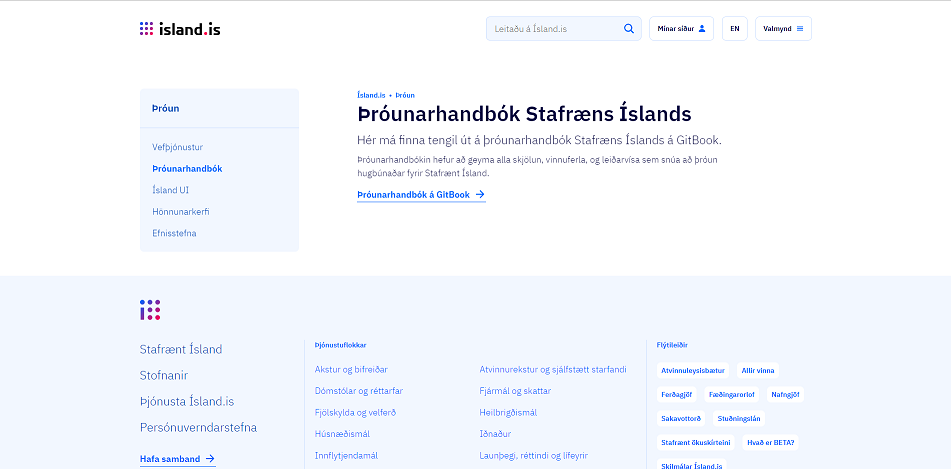 island.is
Leitaðu á Ísland.is
Mínar síður
EN
Valmynd
Þróun
Vefþjónustur
Þróunarhandbók
Ísland UI
Hönnunarkerfi
Efnisstefna
Ísland.is • Þróun
Þróunarhandbók Stafræns Íslands
Hér má finna tengil út á þróunarhandbók Stafræns Íslands á GitBook.
Þróunarhandbókin hefur að geyma alla skjölun, vinnuferla, og leiðarvísa sem snúa að þróun
hugbúnaðar fyrir Stafrænt Ísland.
Þróunarhandbók á GitBook →
Stafrænt Ísland
Stofnanir
Þjónusta Ísland.is
Persónuverndarstefna
Hafa samband →
Þjónustuflokkar
Akstur og bifreiðar
Dómstólar og réttarfar
Fjölskylda og velferð
Húsnæðismál
Innflytjendamál
Atvinnurekstur og sjálfstætt starfandi
Fjármál og skattar
Heilbrigðismál
Iðnaður
Launþegi, réttindi og lífeyrir
Flýtileiðir
Atvinnuleysisbætur Allir vinna
Ferðagjöf Fæðingarorlof Nafngjöf
Sakavottorð Stuðningslán
Stafrænt ökuskírteini Hvað er BETA?
Skilmálar Ísland.is